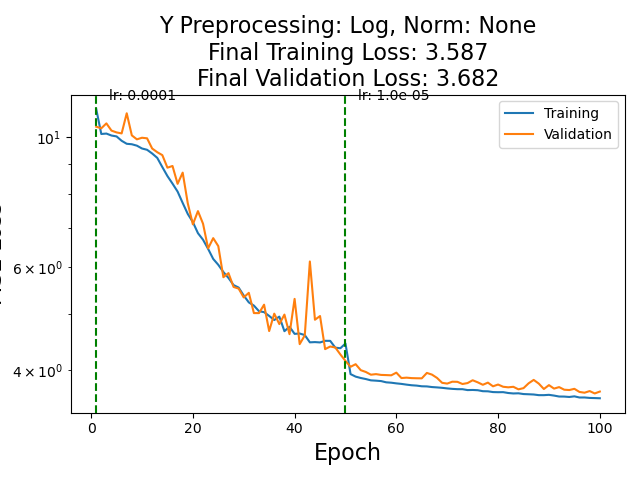 Y Preprocessing: Log, Norm: None
Final Training Loss: 3.587
Final Validation Loss: 3.682
lr: 0.0001
lr: 1.0e-05
Training
Validation
10¹
6 × 10⁰
4 × 10⁰
0 20 40 60 80 100
Epoch